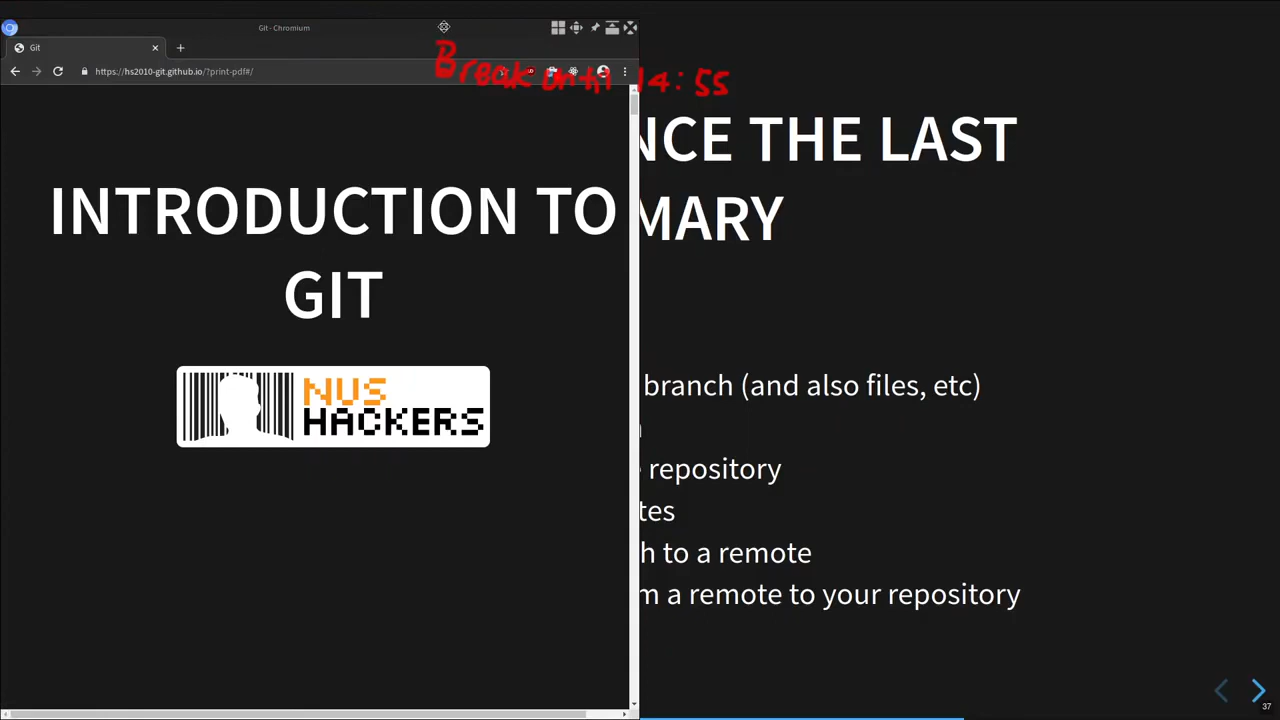 Git - Chromium
Git
https://hs2010-git.github.io/?print-pdf#/
Break until 14:55
INTRODUCTION TO
GIT
NUS
HACKERS
NCE THE LAST
MARY
branch (and also files, etc)
repository
tes
h to a remote
m a remote to your repository
37